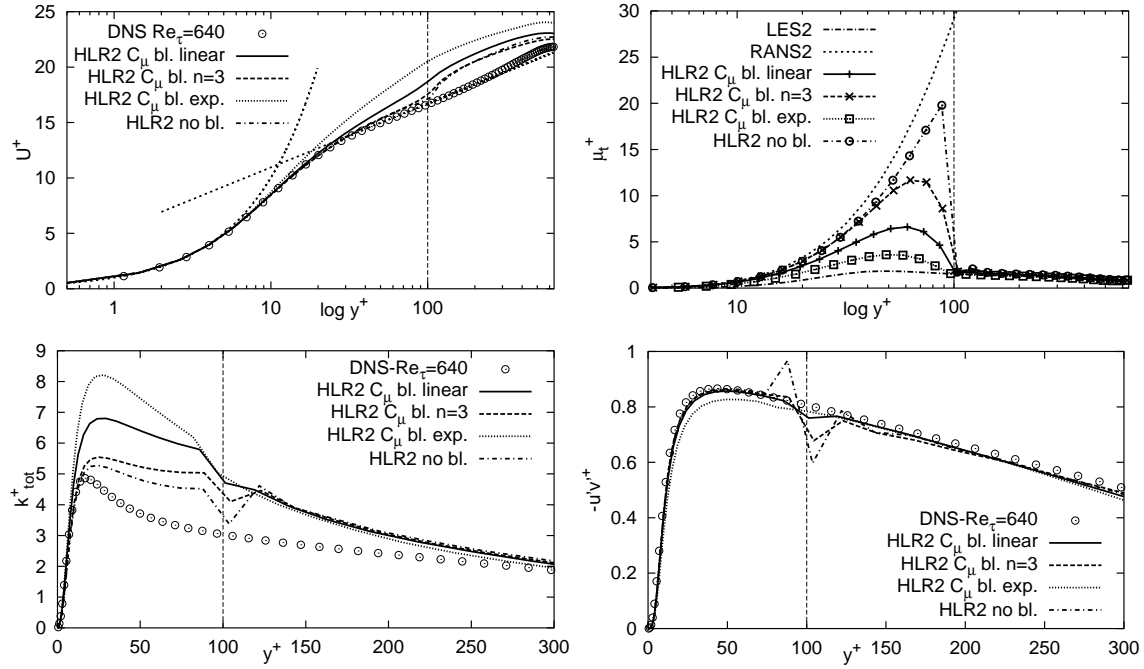 DNS Re_τ=640
HLR2 C_μ bl. linear
HLR2 C_μ bl. n=3
HLR2 C_μ bl. exp.
HLR2 no bl.
U^+
25
20
15
10
5
0
1
10
100
log y^+
LES2
RANS2
HLR2 C_μ bl. linear
HLR2 C_μ bl. n=3
HLR2 C_μ bl. exp.
HLR2 no bl.
μ_t^+
30
25
20
15
10
5
0
10
100
log y^+
DNS-Re_τ=640
HLR2 C_μ bl. linear
HLR2 C_μ bl. n=3
HLR2 C_μ bl. exp.
HLR2 no bl.
k^+_tot
9
8
7
6
5
4
3
2
1
0
0
50
100
150
200
250
300
y^+
-u'v'^+
1
0.8
0.6
0.4
0.2
0
DNS-Re_τ=640
HLR2 C_μ bl. linear
HLR2 C_μ bl. n=3
HLR2 C_μ bl. exp.
HLR2 no bl.
0
50
100
150
200
250
300
y^+